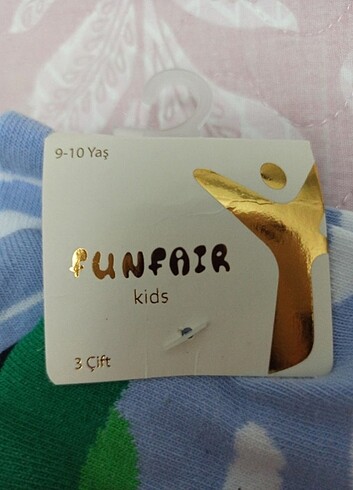 9-10 Yaş
FUNFAIR
kids
3 Çift